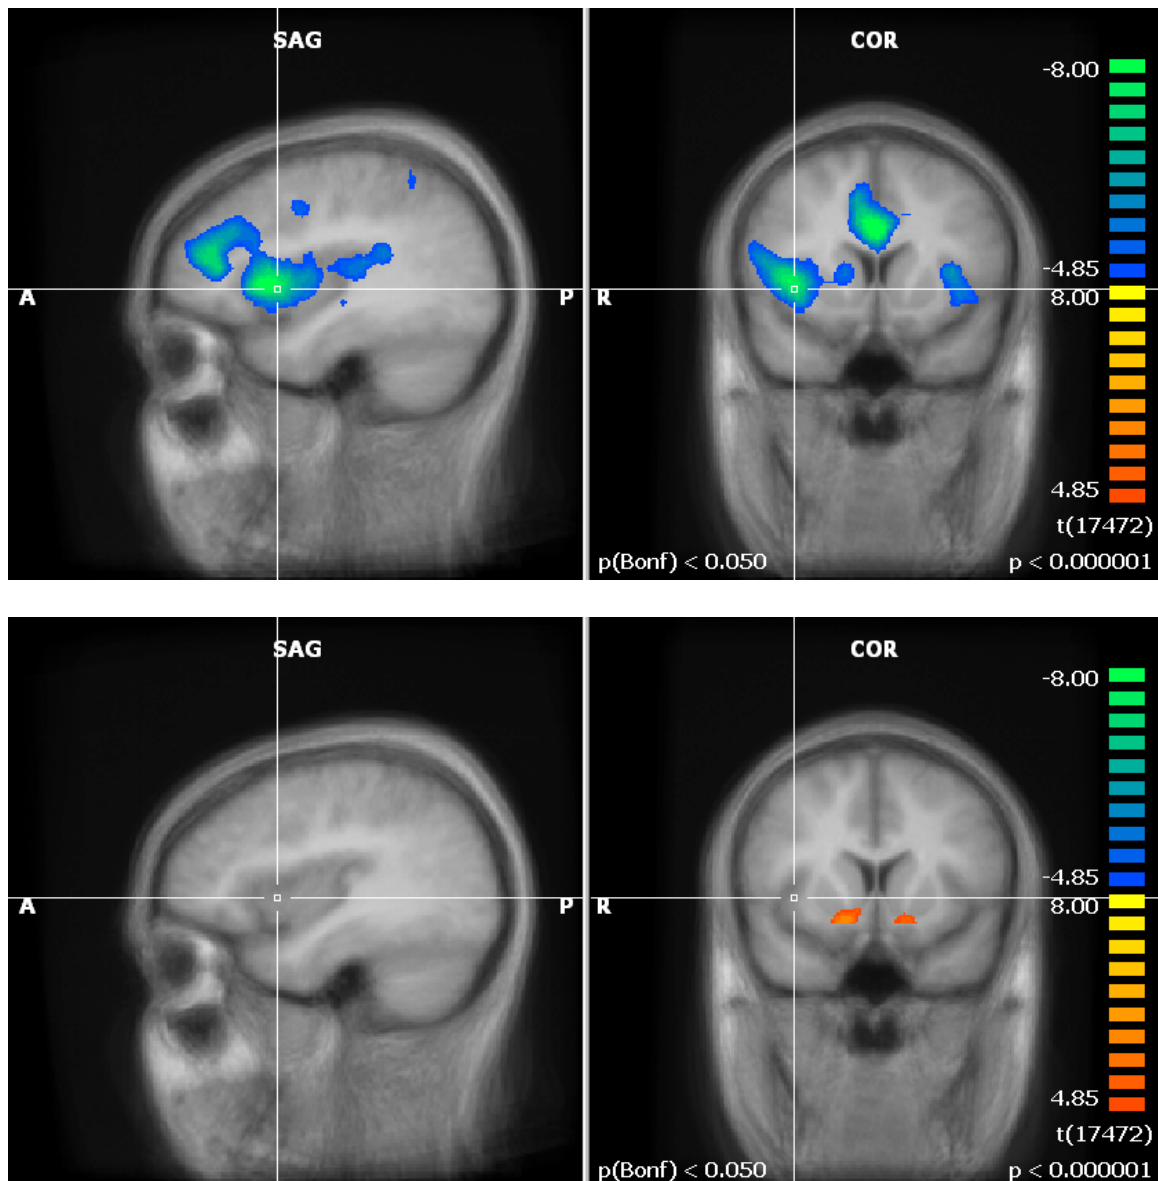 SAG
COR
-8.00
-4.85
A
P
R
8.00
4.85
t(17472)
p(Bonf) < 0.050
p < 0.000001
SAG
COR
-8.00
-4.85
A
P
R
8.00
4.85
t(17472)
p(Bonf) < 0.050
p < 0.000001